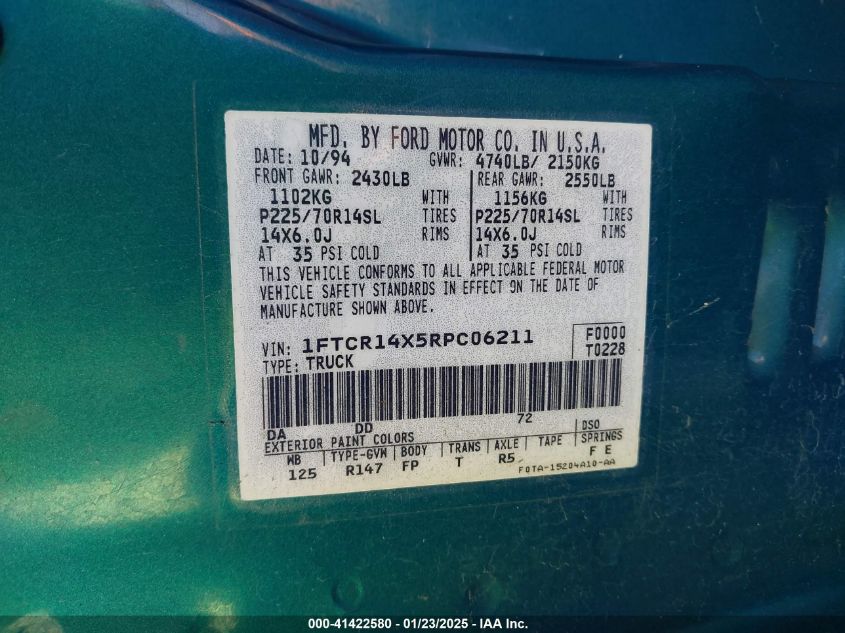 MFD. BY FORD MOTOR CO. IN U.S.A.
DATE: 10/94 GVWR: 4740LB/ 2150KG
FRONT GAWR: 2430LB REAR GAWR: 2550LB
1102KG WITH 1156KG WITH
P225/70R14SL TIRES P225/70R14SL TIRES
14X6.0J RIMS 14X6.0J RIMS
AT 35 PSI COLD AT 35 PSI COLD
THIS VEHICLE CONFORMS TO ALL APPLICABLE FEDERAL MOTOR
VEHICLE SAFETY STANDARDS IN EFFECT ON THE DATE OF
MANUFACTURE SHOWN ABOVE.
VIN: 1FTCR14X5RPC06211 F0000
TYPE: TRUCK T0228
DA DD 72
EXTERIOR PAINT COLORS DSO
WB TYPE-GVW BODY TRANS AXLE TAPE SPRINGS
125 R147 FP T R5 F E
F0TA-15204A10-AA
000-41422580 - 01/23/2025 - IAA Inc.